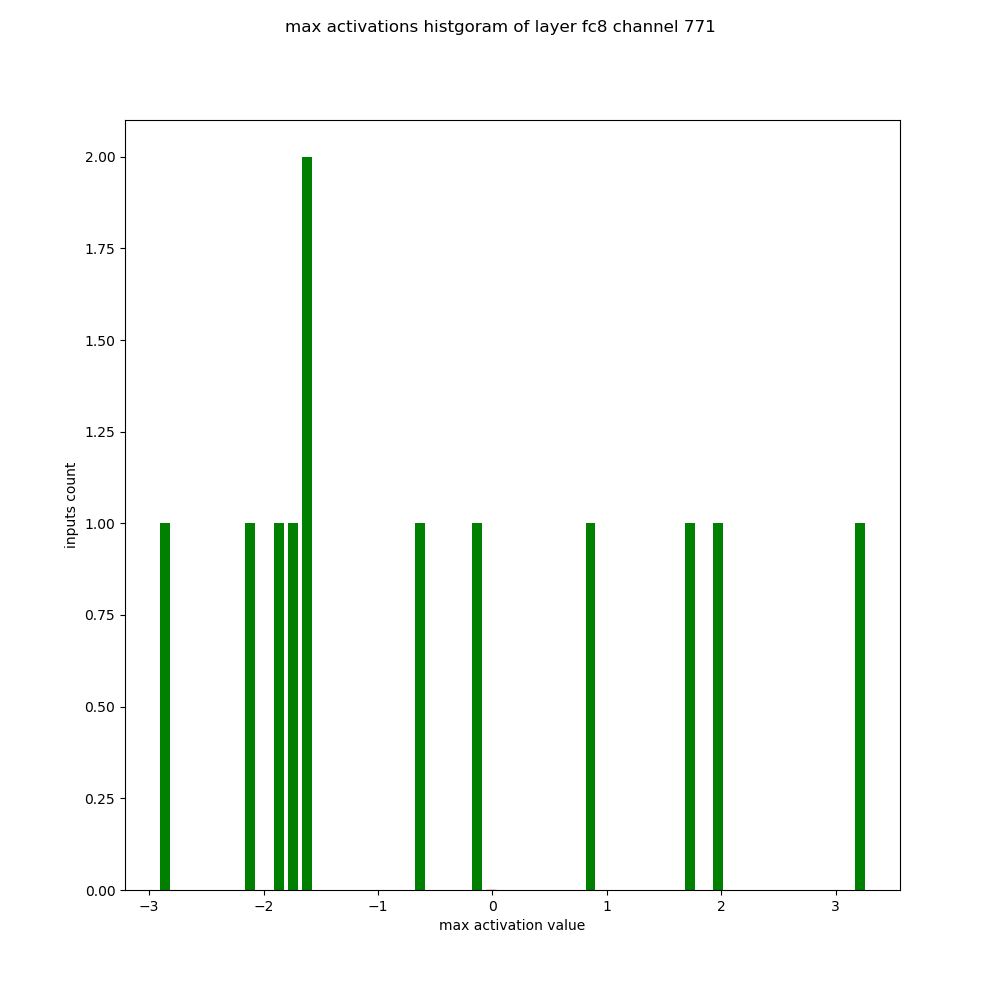 max activations histgoram of layer fc8 channel 771
2.00
1.75
1.50
1.25
1.00
0.75
0.50
0.25
0.00
inputs count
−3 −2 −1 0 1 2 3
max activation value